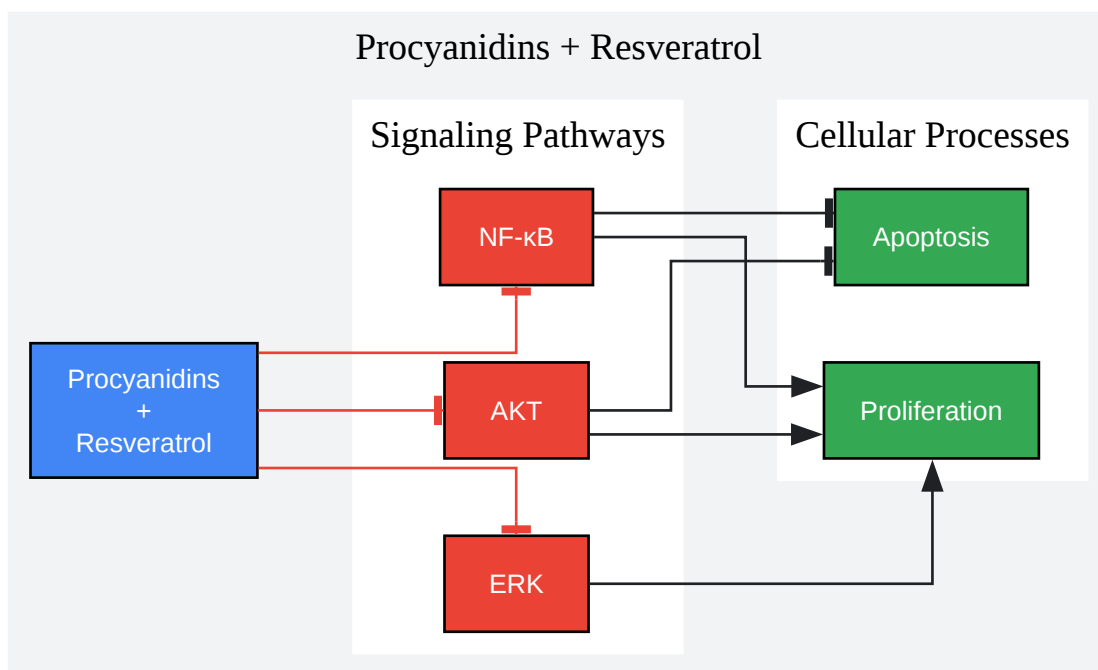 Procyanidins + Resveratrol
Signaling Pathways
Cellular Processes
NF-κB
Apoptosis
Procyanidins
+
Resveratrol
AKT
Proliferation
ERK